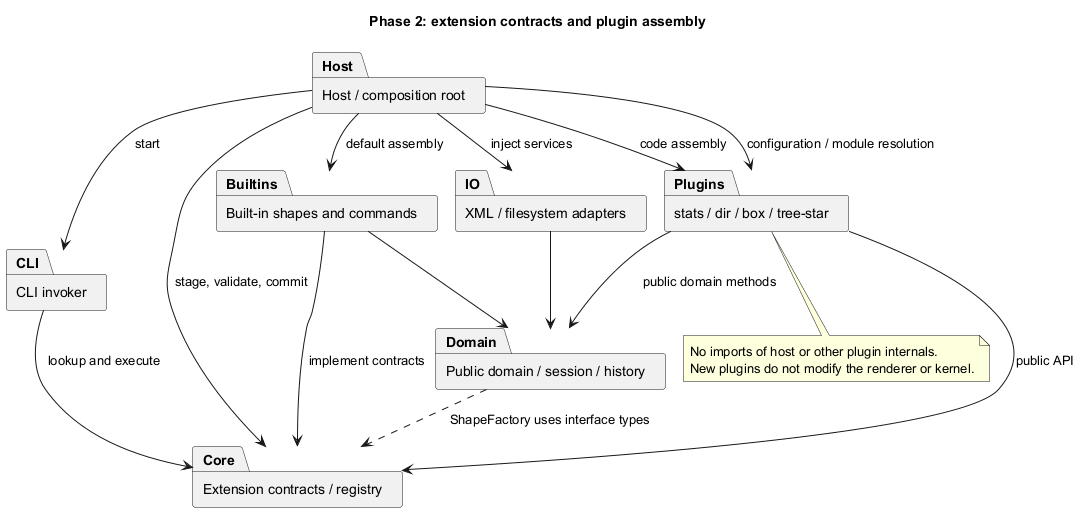 Phase 2: extension contracts and plugin assembly
Host
Host / composition root
start
default assembly
inject services
code assembly
configuration / module resolution
Builtins
Built-in shapes and commands
IO
XML / filesystem adapters
Plugins
stats / dir / box / tree-star
CLI
CLI invoker
stage, validate, commit
public domain methods
Domain
Public domain / session / history
No imports of host or other plugin internals.
New plugins do not modify the renderer or kernel.
lookup and execute
implement contracts
public API
ShapeFactory uses interface types
Core
Extension contracts / registry